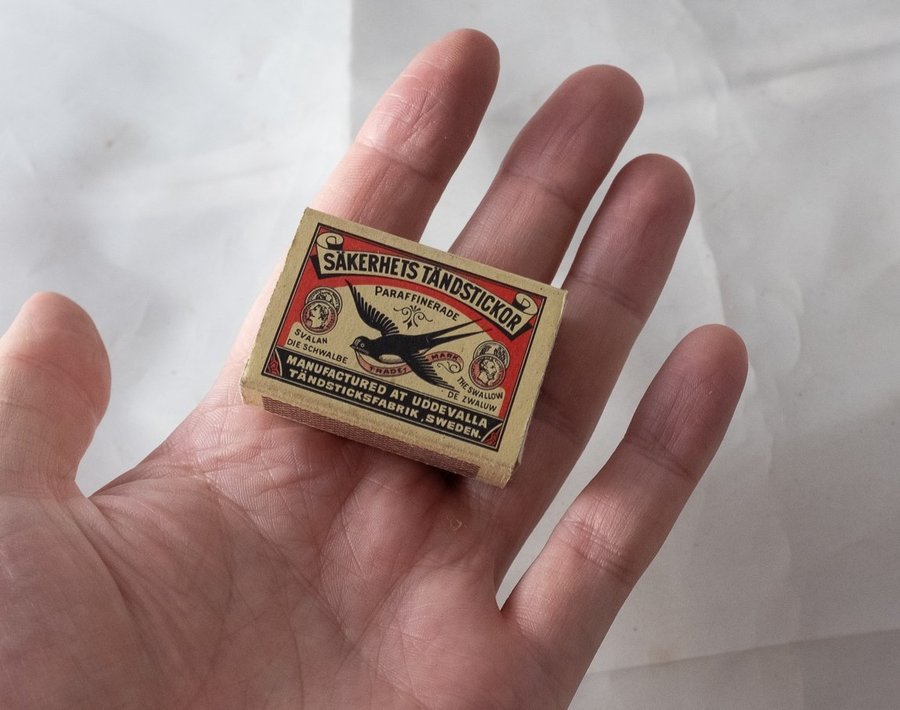 SÄKERHETS TÄNDSTICKOR
PARAFFINERADE
SVALAN
DIE SCHWALBE
TRADE MARK
THE SWALLOW
DE ZWALUW
MANUFACTURED AT UDDEVALLA
TÄNDSTICKSFABRIK, SWEDEN.